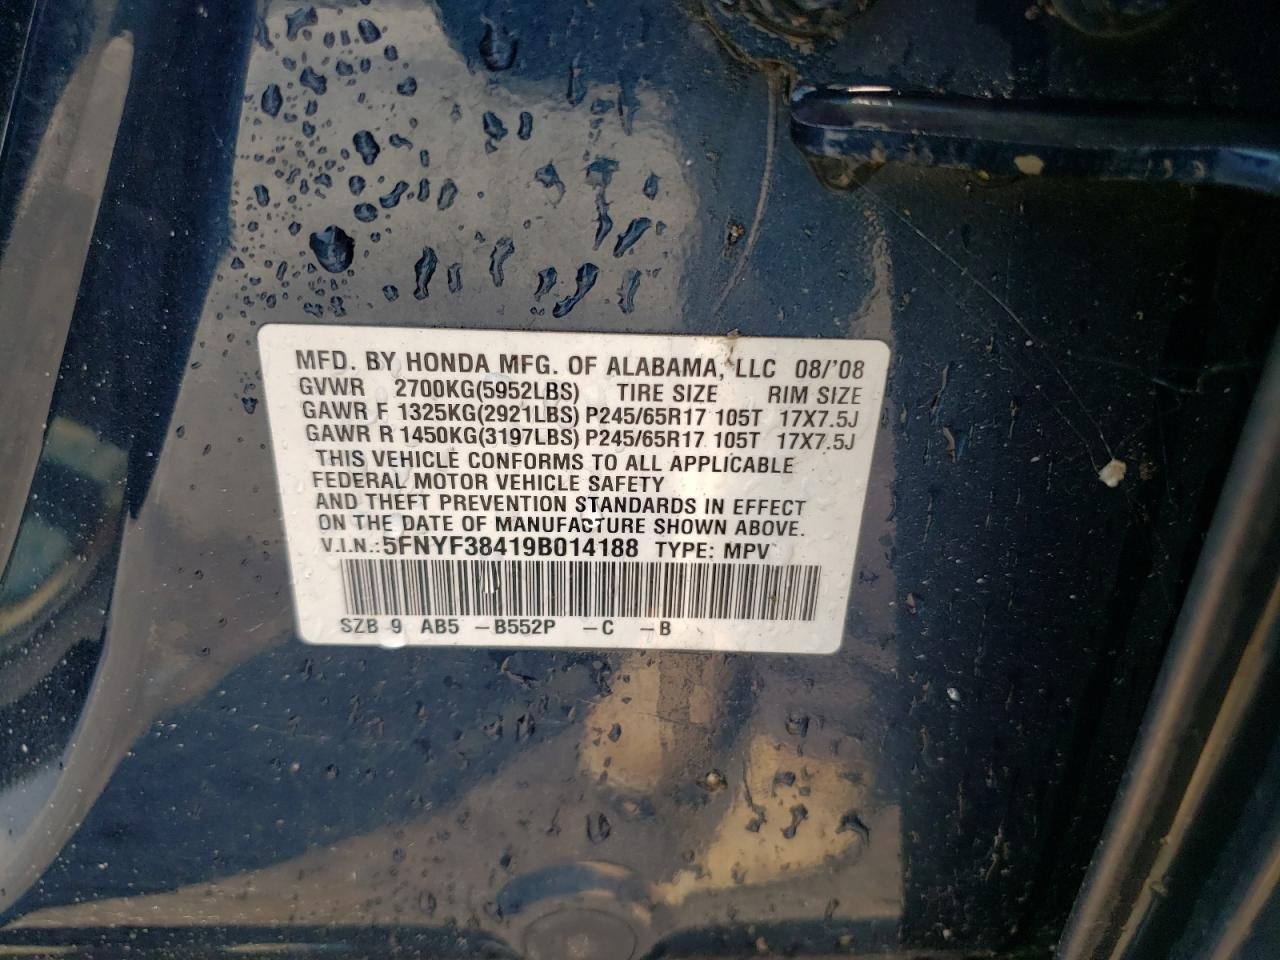 MFD. BY HONDA MFG. OF ALABAMA, LLC 08/'08
GVWR 2700KG(5952LBS) TIRE SIZE RIM SIZE
GAWR F 1325KG(2921LBS) P245/65R17 105T 17X7.5J
GAWR R 1450KG(3197LBS) P245/65R17 105T 17X7.5J
THIS VEHICLE CONFORMS TO ALL APPLICABLE
FEDERAL MOTOR VEHICLE SAFETY
AND THEFT PREVENTION STANDARDS IN EFFECT
ON THE DATE OF MANUFACTURE SHOWN ABOVE.
V.I.N.:5FNYF38419B014188 TYPE: MPV
SZB 9 AB5 -B552P -C -B